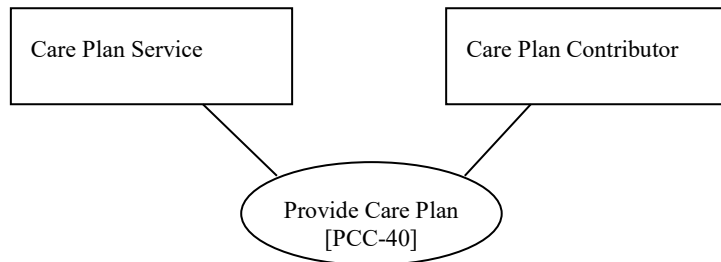 Care Plan Service
Care Plan Contributor
Provide Care Plan
[PCC-40]